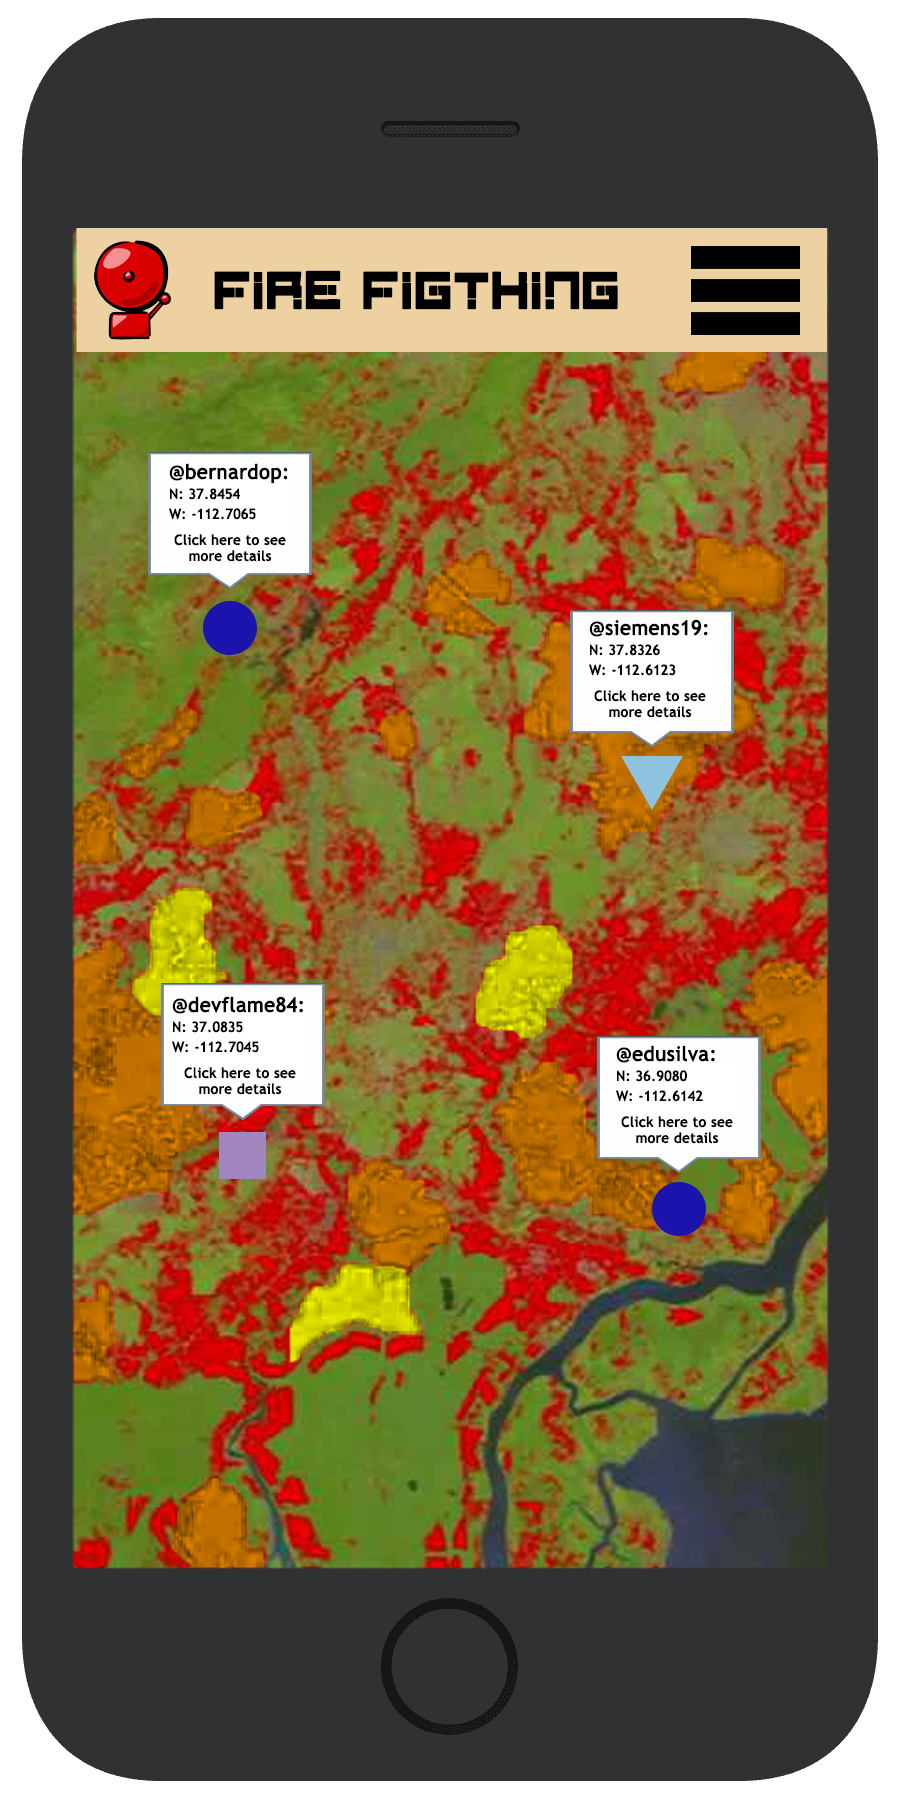 FIRE FIGTHING
@bernardop:
N: 37.8454
W: -112.7065
Click here to see
more details
@siemens19:
N: 37.8326
W: -112.6123
Click here to see
more details
@devflame84:
N: 37.0835
W: -112.7045
Click here to see
more details
@edusilva:
N: 36.9080
W: -112.6142
Click here to see
more details